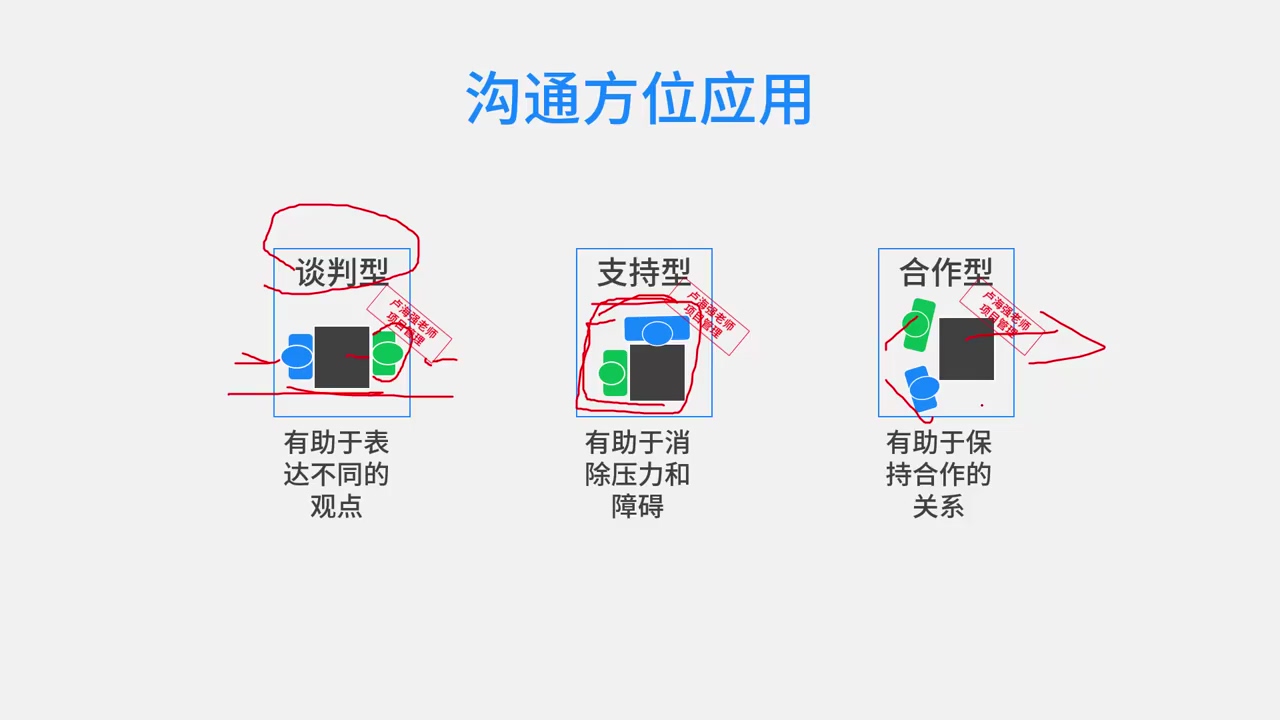 沟通方位应用
谈判型
卢海强老师
项目管理
有助于表
达不同的
观点
支持型
卢海强老师
项目管理
有助于消
除压力和
障碍
合作型
卢海强老师
项目管理
有助于保
持合作的
关系